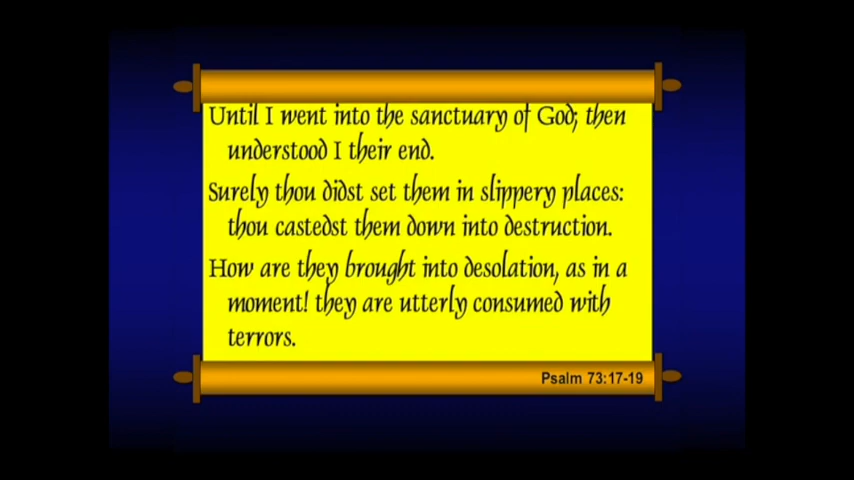 Until I went into the sanctuary of God; then
understood I their end.
Surely thou didst set them in slippery places:
thou castedst them down into destruction.
How are they brought into desolation, as in a
moment! they are utterly consumed with
terrors.
Psalm 73:17-19